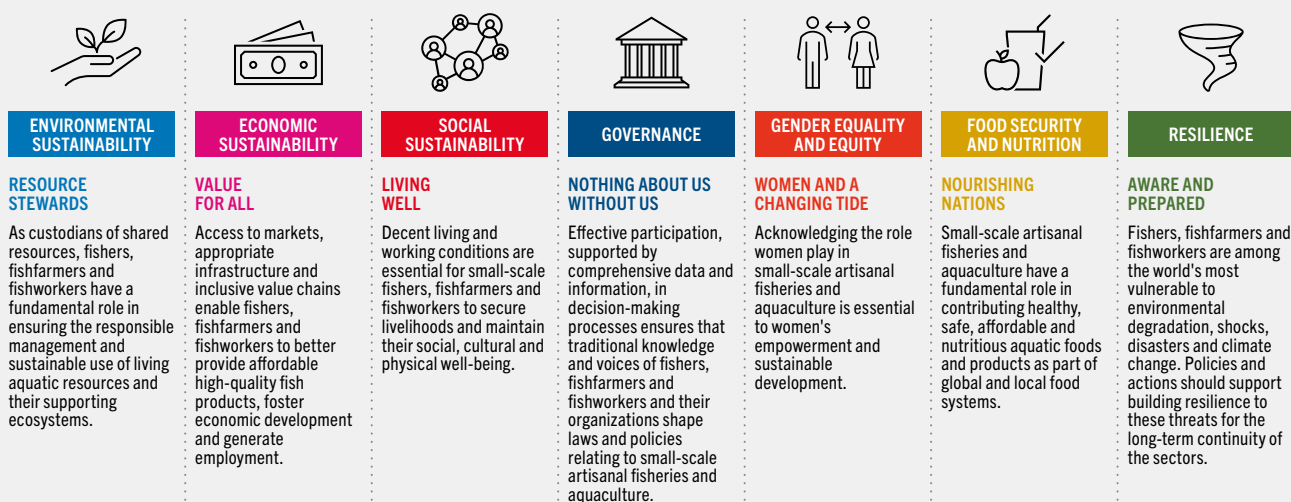 ENVIRONMENTAL
SUSTAINABILITY
RESOURCE
STEWARDS
As custodians of shared
resources, fishers,
fishfarmers and
fishworkers have a
fundamental role in
ensuring the responsible
management and
sustainable use of living
aquatic resources and
their supporting
ecosystems.
ECONOMIC
SUSTAINABILITY
VALUE
FOR ALL
Access to markets,
appropriate
infrastructure and
inclusive value chains
enable fishers,
fishfarmers and
fishworkers to better
provide affordable
high-quality fish
products, foster
economic development
and generate
employment.
SOCIAL
SUSTAINABILITY
LIVING
WELL
Decent living and
working conditions are
essential for small-scale
fishers, fishfarmers and
fishworkers to secure
livelihoods and maintain
their social, cultural and
physical well-being.
GOVERNANCE
NOTHING ABOUT US
WITHOUT US
Effective participation,
supported by
comprehensive data and
information, in
decision-making
processes ensures that
traditional knowledge
and voices of fishers,
fishfarmers and
fishworkers and their
organizations shape
laws and policies
relating to small-scale
artisanal fisheries and
aquaculture.
GENDER EQUALITY
AND EQUITY
WOMEN AND A
CHANGING TIDE
Acknowledging the role
women play in
small-scale artisanal
fisheries and
aquaculture is essential
to women's
empowerment and
sustainable
development.
FOOD SECURITY
AND NUTRITION
NOURISHING
NATIONS
Small-scale artisanal
fisheries and
aquaculture have a
fundamental role in
contributing healthy,
safe, affordable and
nutritious aquatic foods
and products as part of
global and local food
systems.
RESILIENCE
AWARE AND
PREPARED
Fishers, fishfarmers and
fishworkers are among
the world's most
vulnerable to
environmental
degradation, shocks,
disasters and climate
change. Policies and
actions should support
building resilience to
these threats for the
long-term continuity of
the sectors.